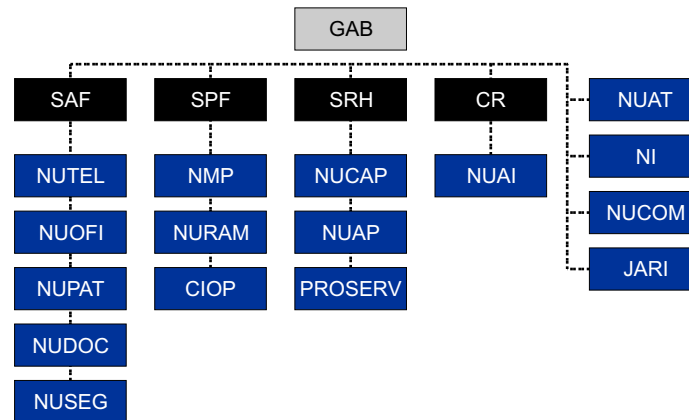 GAB
SAF
SPF
SRH
CR
NUAT
NI
NUCOM
JARI
NUTEL
NMP
NUCAP
NUAI
NUOFI
NURAM
NUAP
NUPAT
CIOP
PROSERV
NUDOC
NUSEG